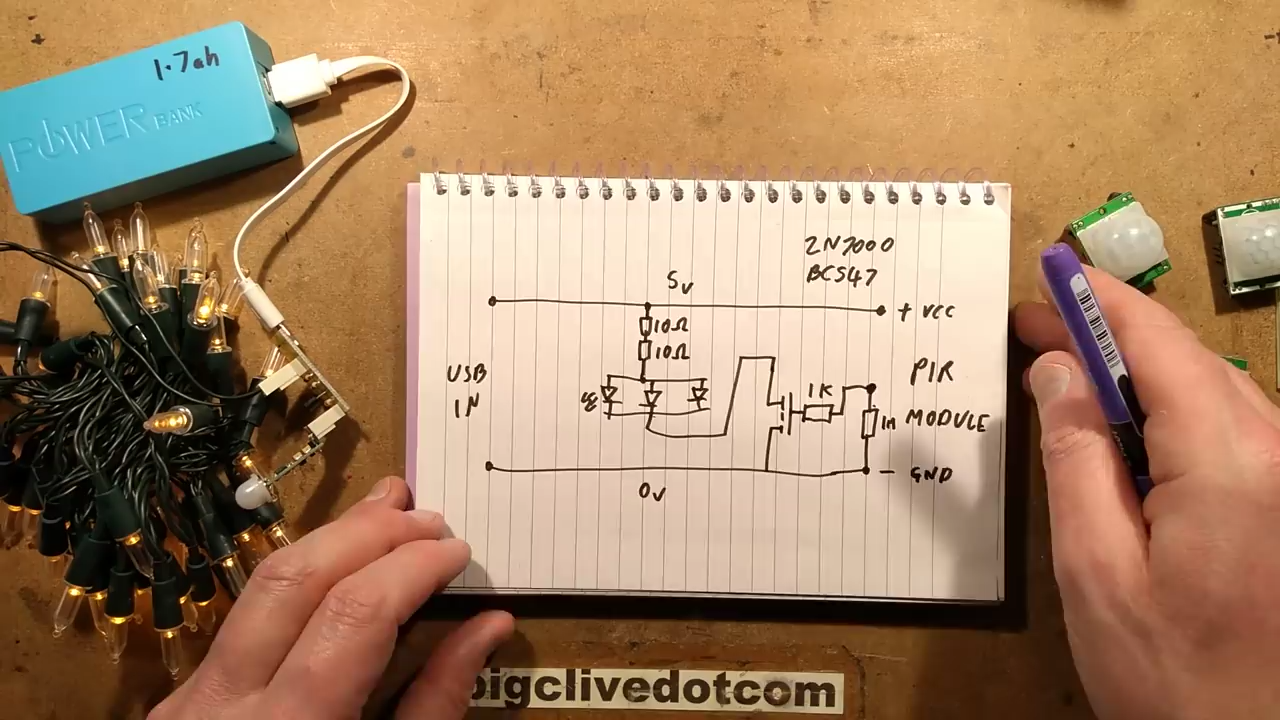 1.7ah
POWER BANK
2N7000
BC547
5v
+ VCC
10Ω
10Ω
USB
IN
PIR
1K
1M
MODULE
- GND
0v
bigclivedotcom